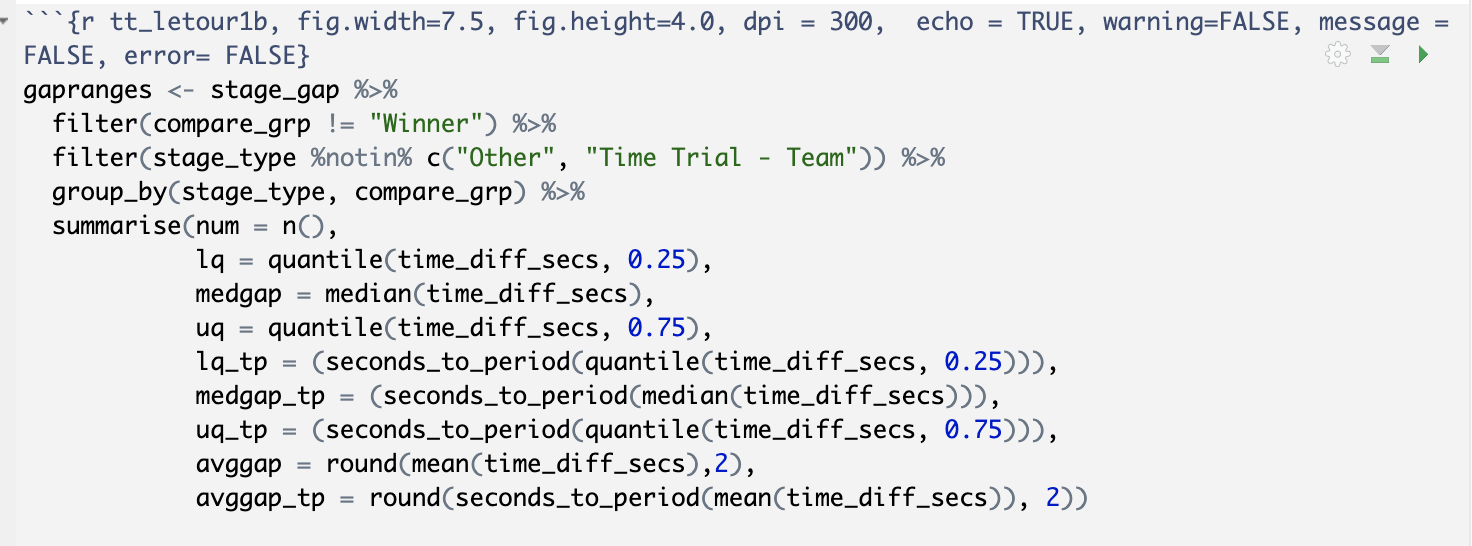 ```{r tt_letour1b, fig.width=7.5, fig.height=4.0, dpi = 300,  echo = TRUE, warning=FALSE, message =
FALSE, error= FALSE}
gapranges <- stage_gap %>%
  filter(compare_grp != "Winner") %>%
  filter(stage_type %notin% c("Other", "Time Trial - Team")) %>%
  group_by(stage_type, compare_grp) %>%
  summarise(num = n(),
            lq = quantile(time_diff_secs, 0.25),
            medgap = median(time_diff_secs),
            uq = quantile(time_diff_secs, 0.75),
            lq_tp = (seconds_to_period(quantile(time_diff_secs, 0.25))),
            medgap_tp = (seconds_to_period(median(time_diff_secs))),
            uq_tp = (seconds_to_period(quantile(time_diff_secs, 0.75))),
            avggap = round(mean(time_diff_secs),2),
            avggap_tp = round(seconds_to_period(mean(time_diff_secs)), 2))